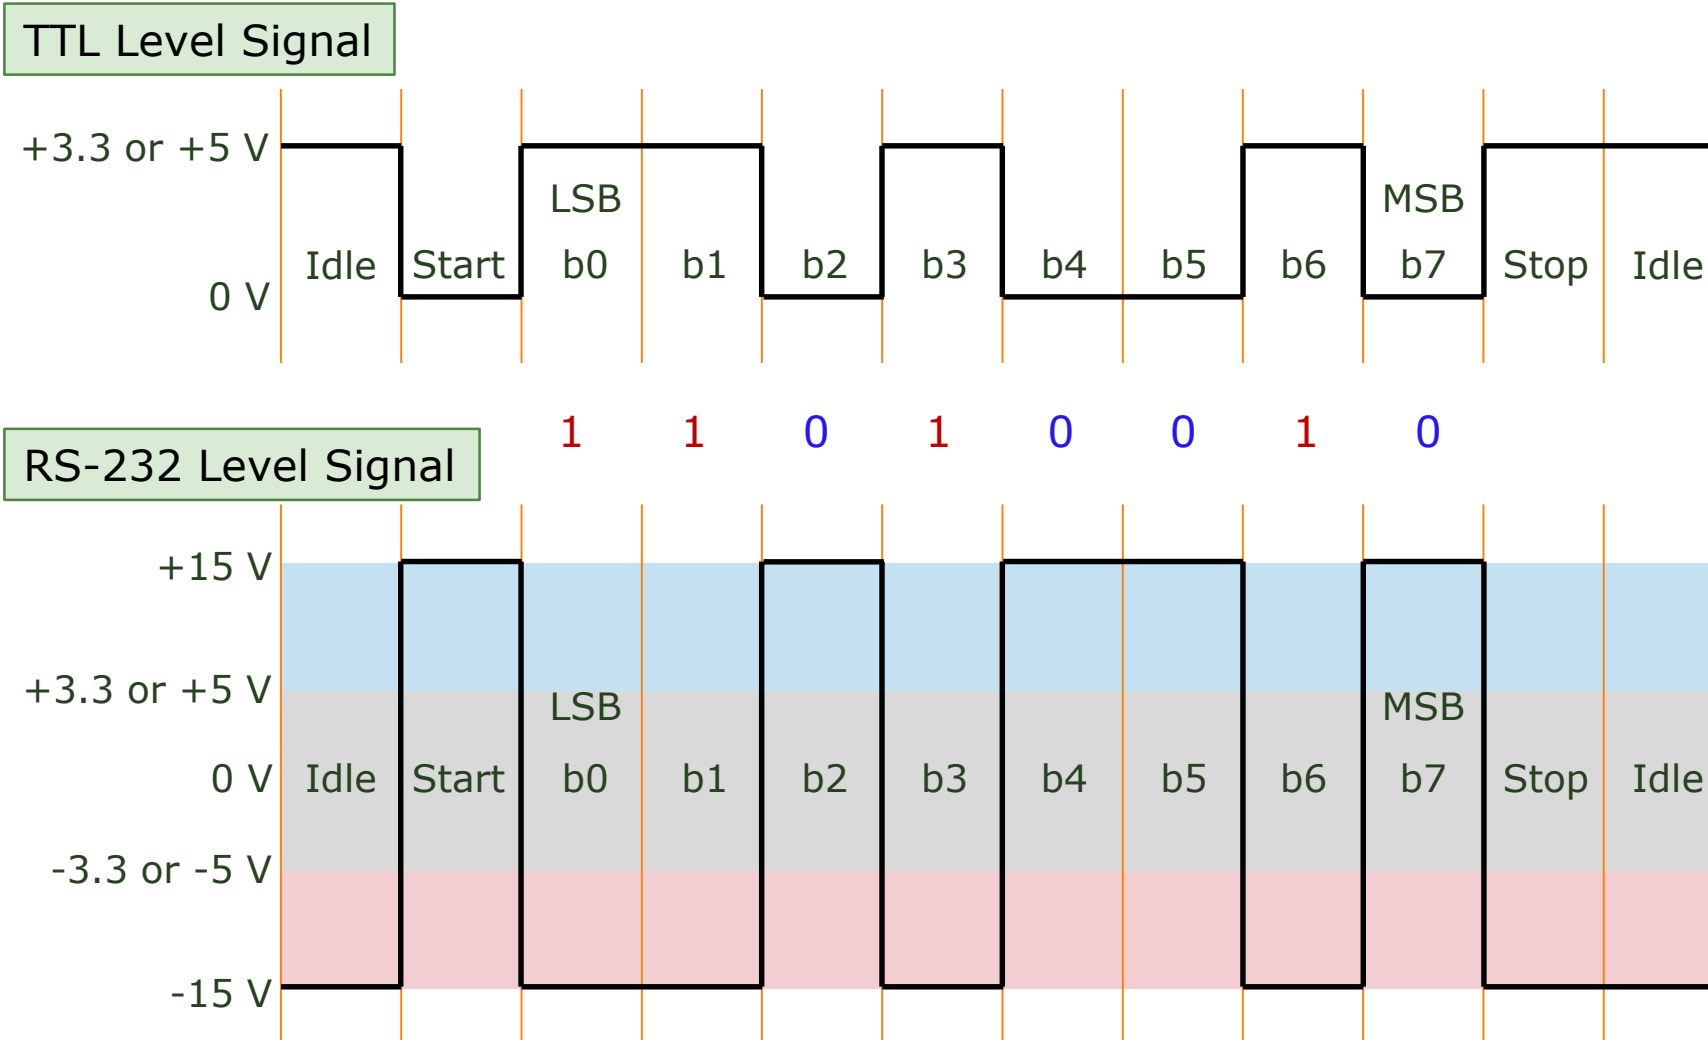 TTL Level Signal
+3.3 or +5 V
LSB MSB
Idle Start b0 b1 b2 b3 b4 b5 b6 b7 Stop Idle
0 V
1 1 0 1 0 0 1 0
RS-232 Level Signal
+15 V
+3.3 or +5 V
LSB MSB
0 V Idle Start b0 b1 b2 b3 b4 b5 b6 b7 Stop Idle
-3.3 or -5 V
-15 V